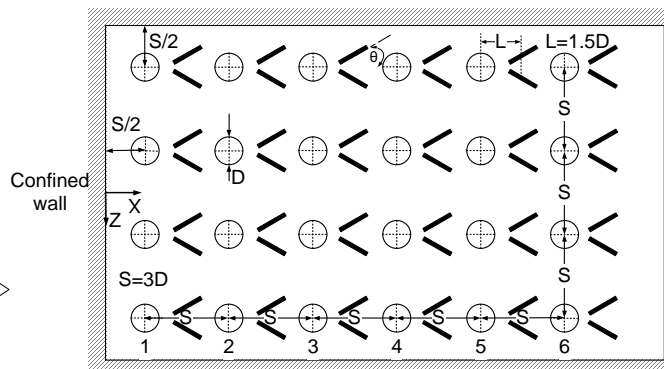 S/2
θ
L
L=1.5D
S/2
S
D
S
Confined
wall
X
Z
S=3D
S
S S S S S
1 2 3 4 5 6